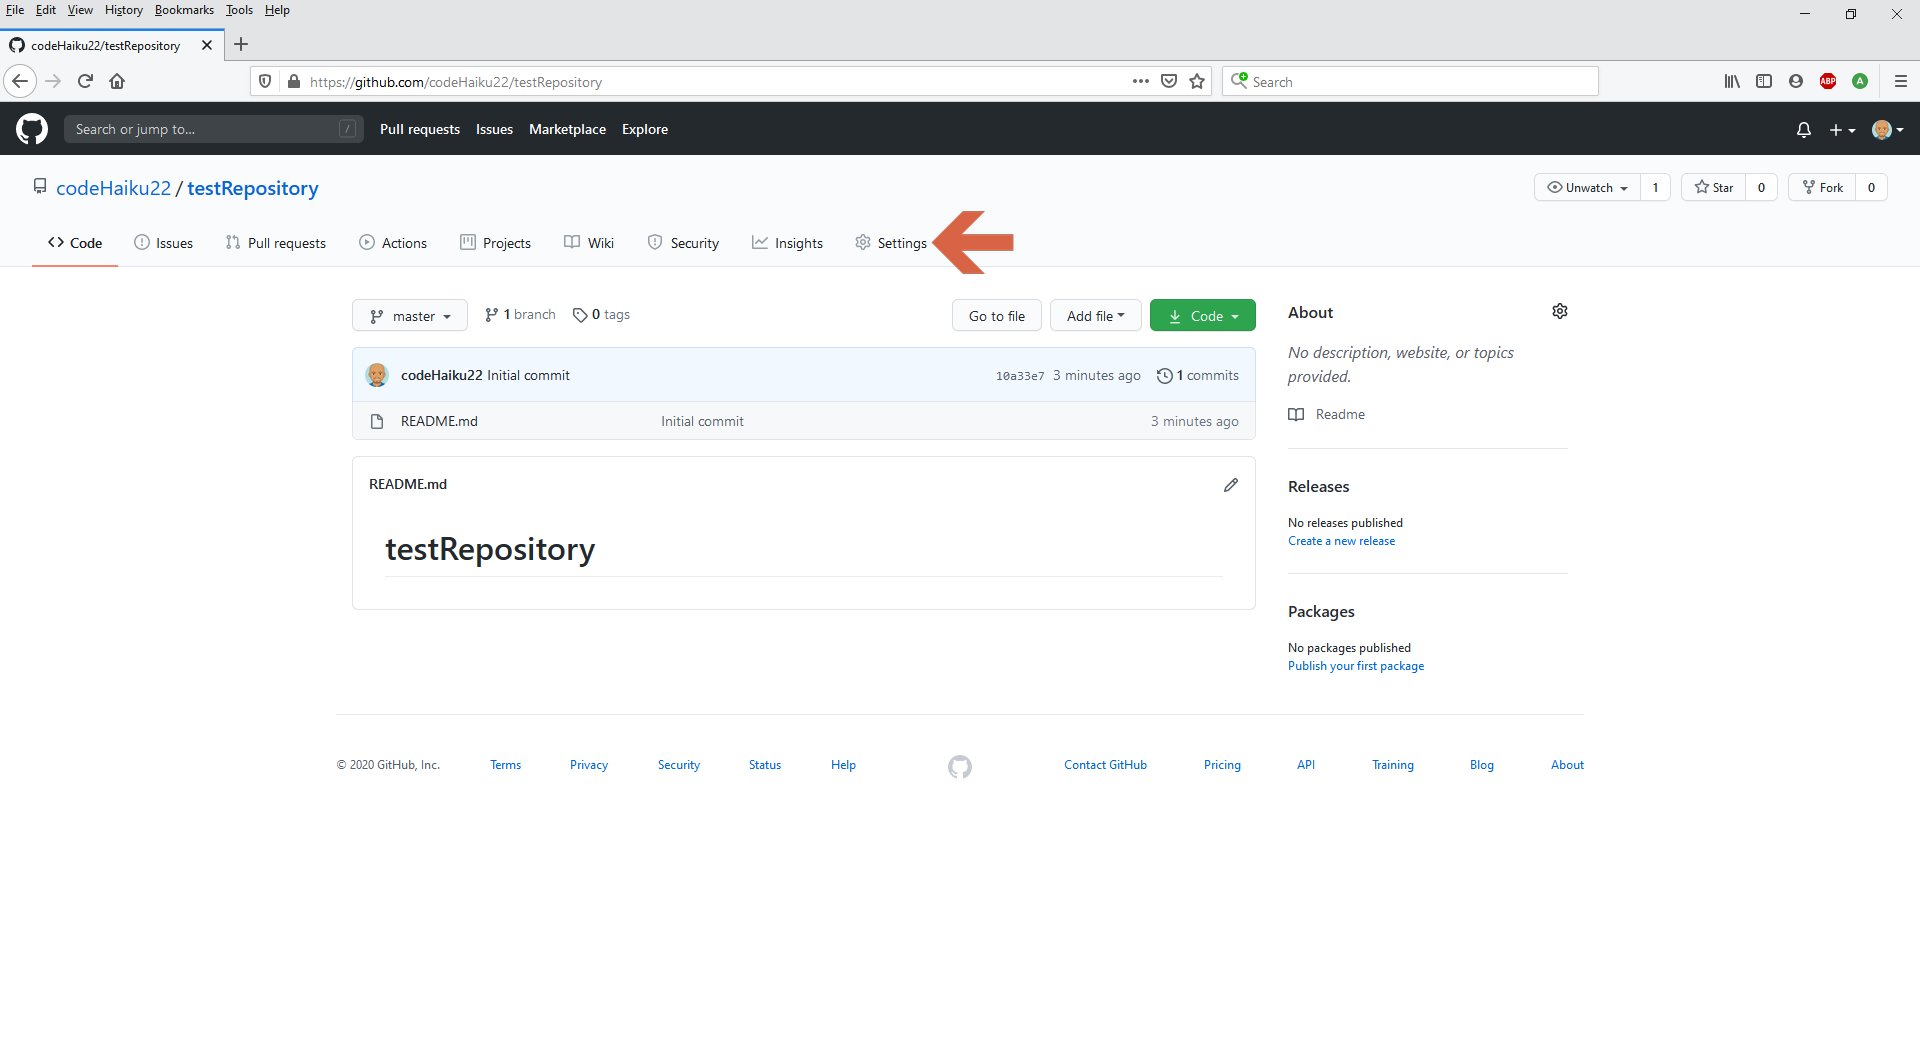 File Edit View History Bookmarks Tools Help
codeHaiku22/testRepository
https://github.com/codeHaiku22/testRepository
Search
ABP
A
Search or jump to...
/
Pull requests Issues Marketplace Explore
codeHaiku22 / testRepository
Unwatch 1 Star 0 Fork 0
Code Issues Pull requests Actions Projects Wiki Security Insights Settings
master 1 branch 0 tags Go to file Add file Code
codeHaiku22 Initial commit 10a33e7 3 minutes ago 1 commits
README.md Initial commit 3 minutes ago
README.md
testRepository
About
No description, website, or topics
provided.
Readme
Releases
No releases published
Create a new release
Packages
No packages published
Publish your first package
© 2020 GitHub, Inc. Terms Privacy Security Status Help Contact GitHub Pricing API Training Blog About